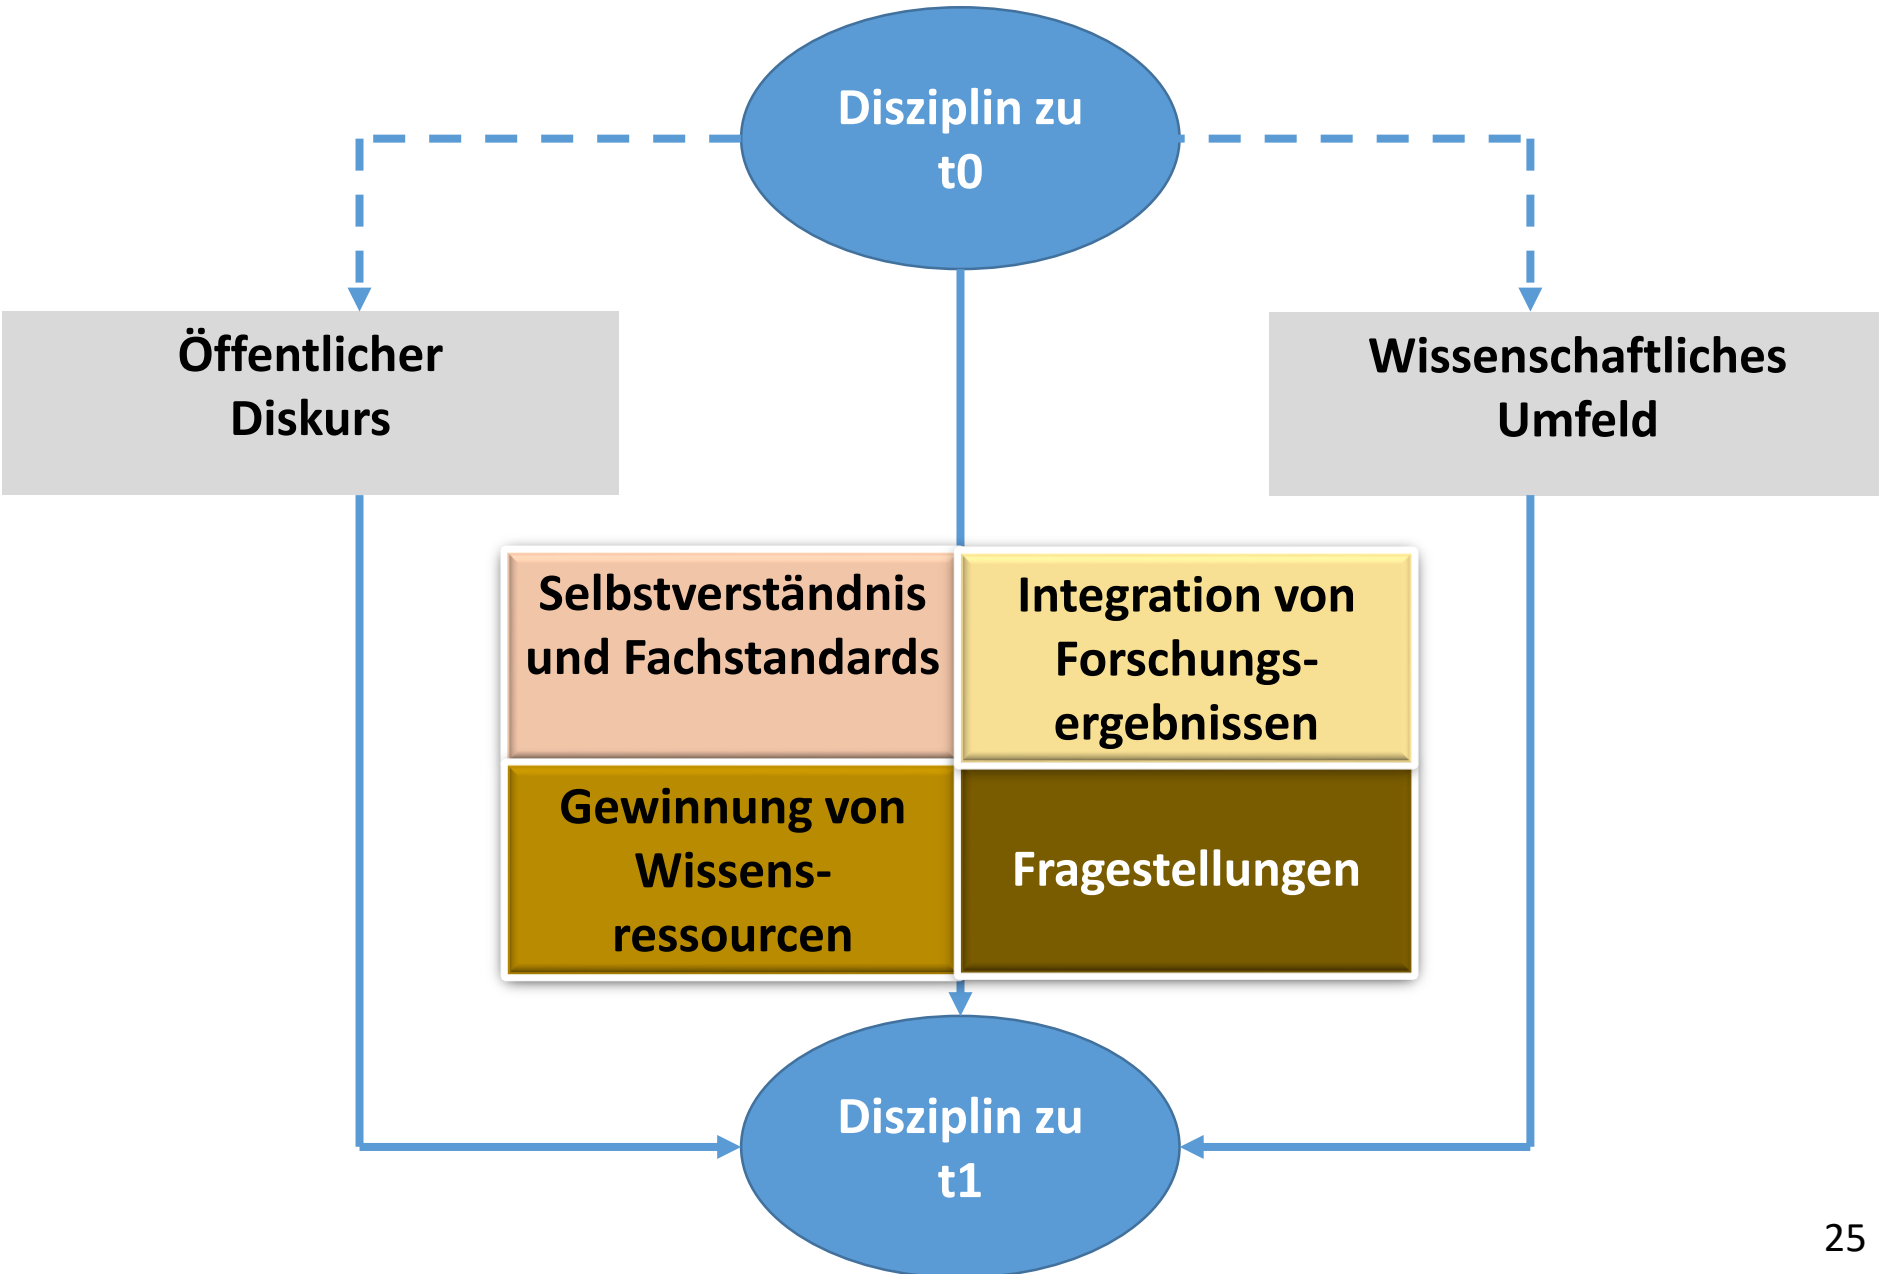 Disziplin zu
t0
Öffentlicher
Diskurs
Wissenschaftliches
Umfeld
Selbstverständnis
und Fachstandards
Integration von
Forschungs-
ergebnissen
Gewinnung von
Wissens-
ressourcen
Fragestellungen
Disziplin zu
t1
25